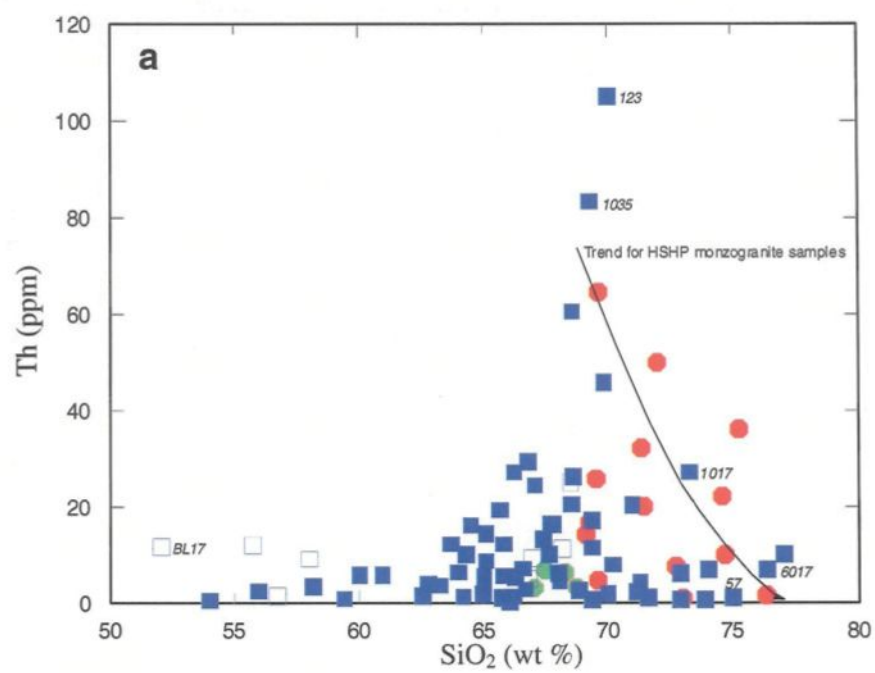 120
a
123
100
1035
80
Trend for HSHP monzogranite samples
60
Th (ppm)
40
1017
20
BL17
6017
57
0
50 55 60 65 70 75 80
SiO₂ (wt %)